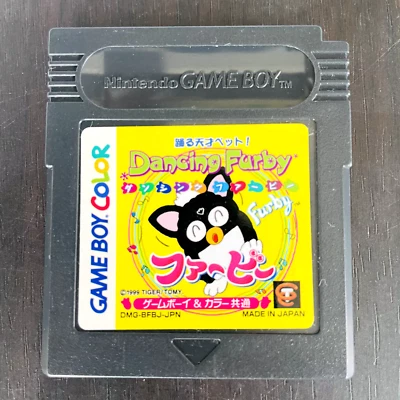 Nintendo GAME BOY TM
GAME BOY COLOR
踊る天才ペット!
Dancing Furby
ダンシングファービー
Furby
ファービー
©1999 TIGER/TOMY
ゲームボーイ&カラー共通
DMG-BFBJ-JPN
MADE IN JAPAN